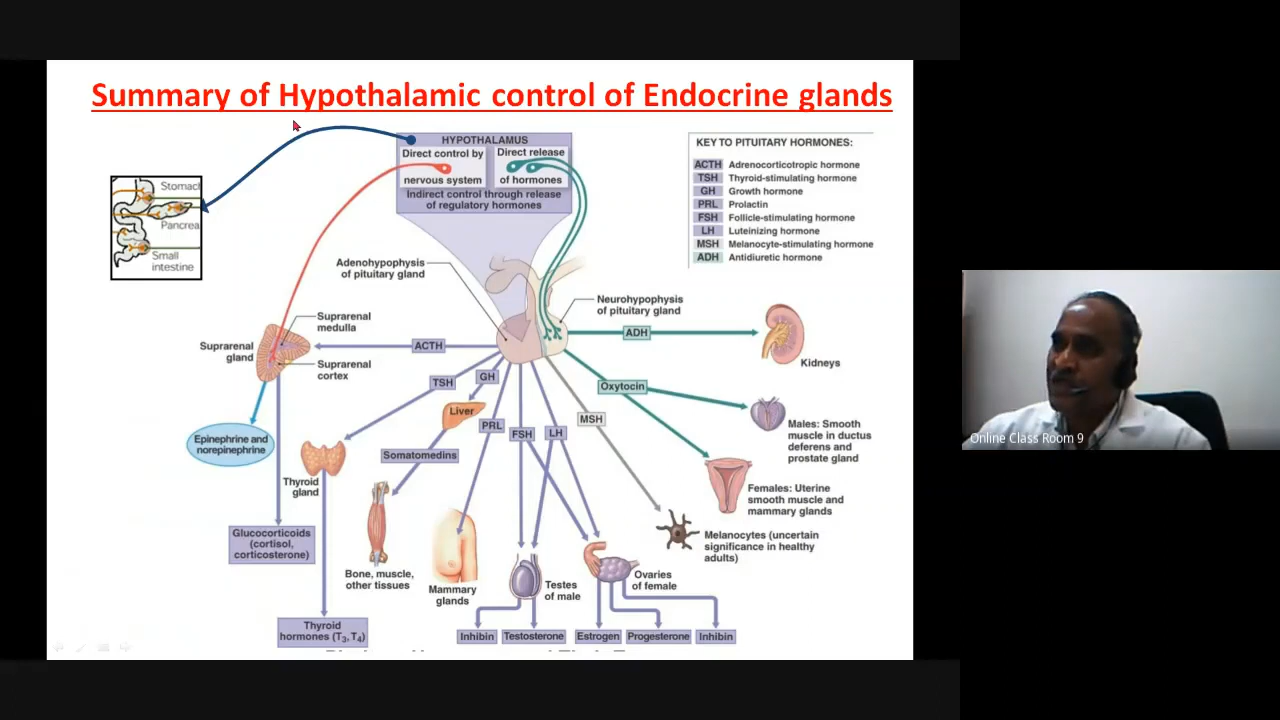 Summary of Hypothalamic control of Endocrine glands
HYPOTHALAMUS
Direct control by
nervous system
Direct release
of hormones
Indirect control through release
of regulatory hormones
KEY TO PITUITARY HORMONES:
ACTH Adrenocorticotropic hormone
TSH Thyroid-stimulating hormone
GH Growth hormone
PRL Prolactin
FSH Follicle-stimulating hormone
LH Luteinizing hormone
MSH Melanocyte-stimulating hormone
ADH Antidiuretic hormone
Stomach
Pancrea
Small
intestine
Adenohypophysis
of pituitary gland
Neurohypophysis
of pituitary gland
Suprarenal
medulla
Suprarenal
gland
Suprarenal
cortex
ACTH
ADH
Kidneys
TSH
GH
Liver
PRL
FSH
LH
MSH
Oxytocin
Somatomedins
Epinephrine and
norepinephrine
Thyroid
gland
Males: Smooth
muscle in ductus
deferens and
prostate gland
Females: Uterine
smooth muscle and
mammary glands
Melanocytes (uncertain
significance in healthy
adults)
Glucocorticoids
(cortisol,
corticosterone)
Bone, muscle,
other tissues
Mammary
glands
Testes
of male
Ovaries
of female
Thyroid
hormones (T3, T4)
Inhibin
Testosterone
Estrogen
Progesterone
Inhibin
Online Class Room 9